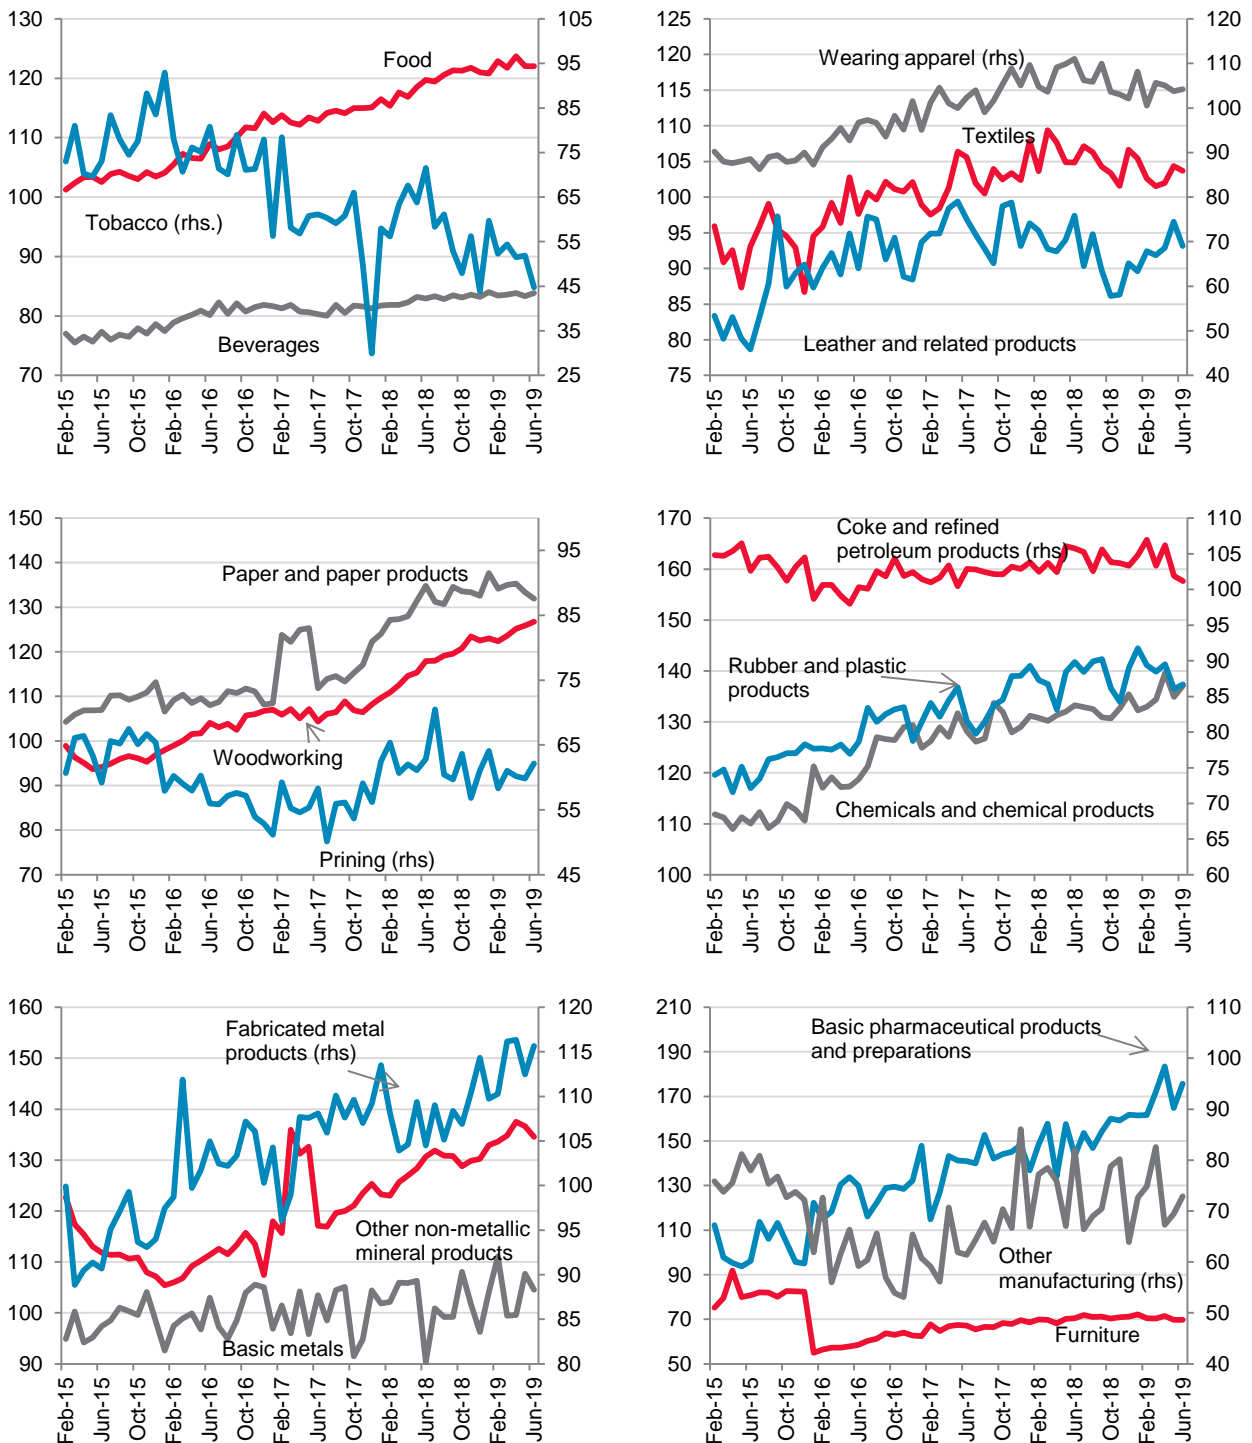 130
120
110
100
90
80
70
105
95
85
75
65
55
45
35
25
Food
Tobacco (rhs.)
Beverages
Feb-15
Jun-15
Oct-15
Feb-16
Jun-16
Oct-16
Feb-17
Jun-17
Oct-17
Feb-18
Jun-18
Oct-18
Feb-19
Jun-19
125
120
115
110
105
100
95
90
85
80
75
120
110
100
90
80
70
60
50
40
Wearing apparel (rhs)
Textiles
Leather and related products
Feb-15
Jun-15
Oct-15
Feb-16
Jun-16
Oct-16
Feb-17
Jun-17
Oct-17
Feb-18
Jun-18
Oct-18
Feb-19
Jun-19
150
140
130
120
110
100
90
80
70
95
85
75
65
55
45
Paper and paper products
Woodworking
Prining (rhs)
Feb-15
Jun-15
Oct-15
Feb-16
Jun-16
Oct-16
Feb-17
Jun-17
Oct-17
Feb-18
Jun-18
Oct-18
Feb-19
Jun-19
170
160
150
140
130
120
110
100
110
105
100
95
90
85
80
75
70
65
60
Coke and refined
petroleum products (rhs)
Rubber and plastic
products
Chemicals and chemical products
Feb-15
Jun-15
Oct-15
Feb-16
Jun-16
Oct-16
Feb-17
Jun-17
Oct-17
Feb-18
Jun-18
Oct-18
Feb-19
Jun-19
160
150
140
130
120
110
100
90
120
115
110
105
100
95
90
85
80
Fabricated metal
products (rhs)
Other non-metallic
mineral products
Basic metals
Feb-15
Jun-15
Oct-15
Feb-16
Jun-16
Oct-16
Feb-17
Jun-17
Oct-17
Feb-18
Jun-18
Oct-18
Feb-19
Jun-19
210
190
170
150
130
110
90
70
50
110
100
90
80
70
60
50
40
Basic pharmaceutical products
and preparations
Other
manufacturing (rhs)
Furniture
Feb-15
Jun-15
Oct-15
Feb-16
Jun-16
Oct-16
Feb-17
Jun-17
Oct-17
Feb-18
Jun-18
Oct-18
Feb-19
Jun-19